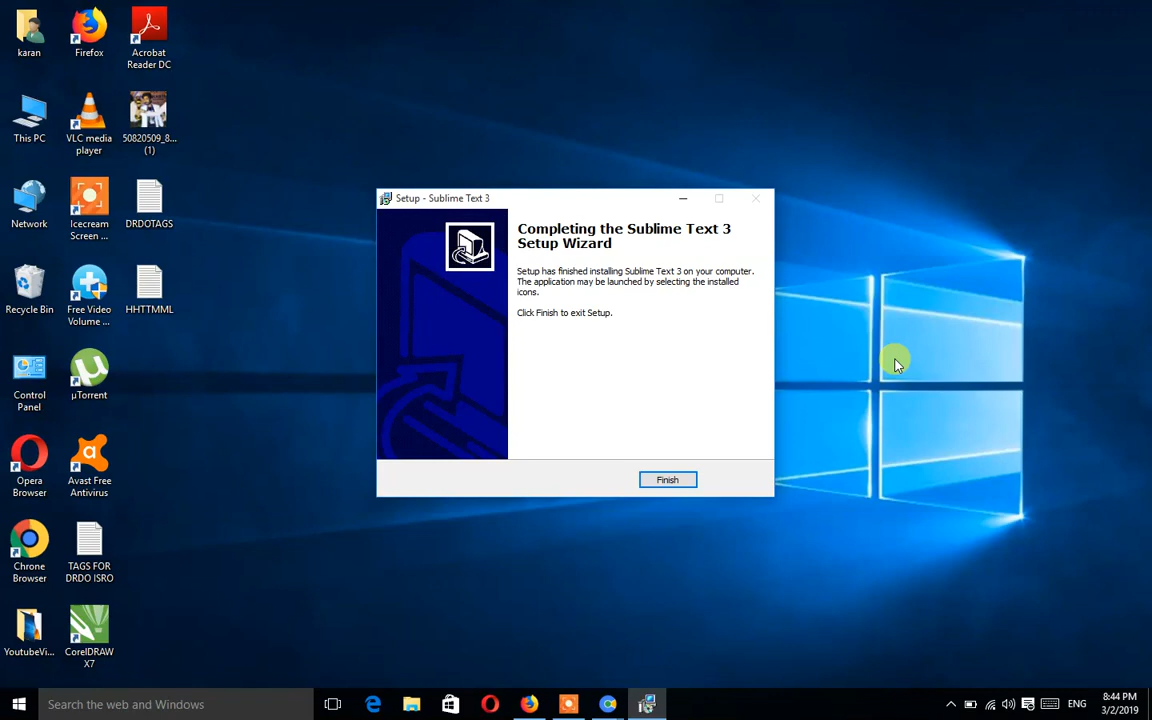 karan
Firefox
Acrobat
Reader DC
This PC
VLC media
player
50820509_8...
(1)
Network
Icecream
Screen ...
DRDOTAGS
Recycle Bin
Free Video
Volume ...
HHTTMML
Control
Panel
µTorrent
Opera
Browser
Avast Free
Antivirus
Chrome
Browser
TAGS FOR
DRDO ISRO
YoutubeVi...
CorelDRAW
X7
Setup - Sublime Text 3
Completing the Sublime Text 3
Setup Wizard
Setup has finished installing Sublime Text 3 on your computer.
The application may be launched by selecting the installed
icons.
Click Finish to exit Setup.
Finish
Search the web and Windows
ENG
8:44 PM
3/2/2019